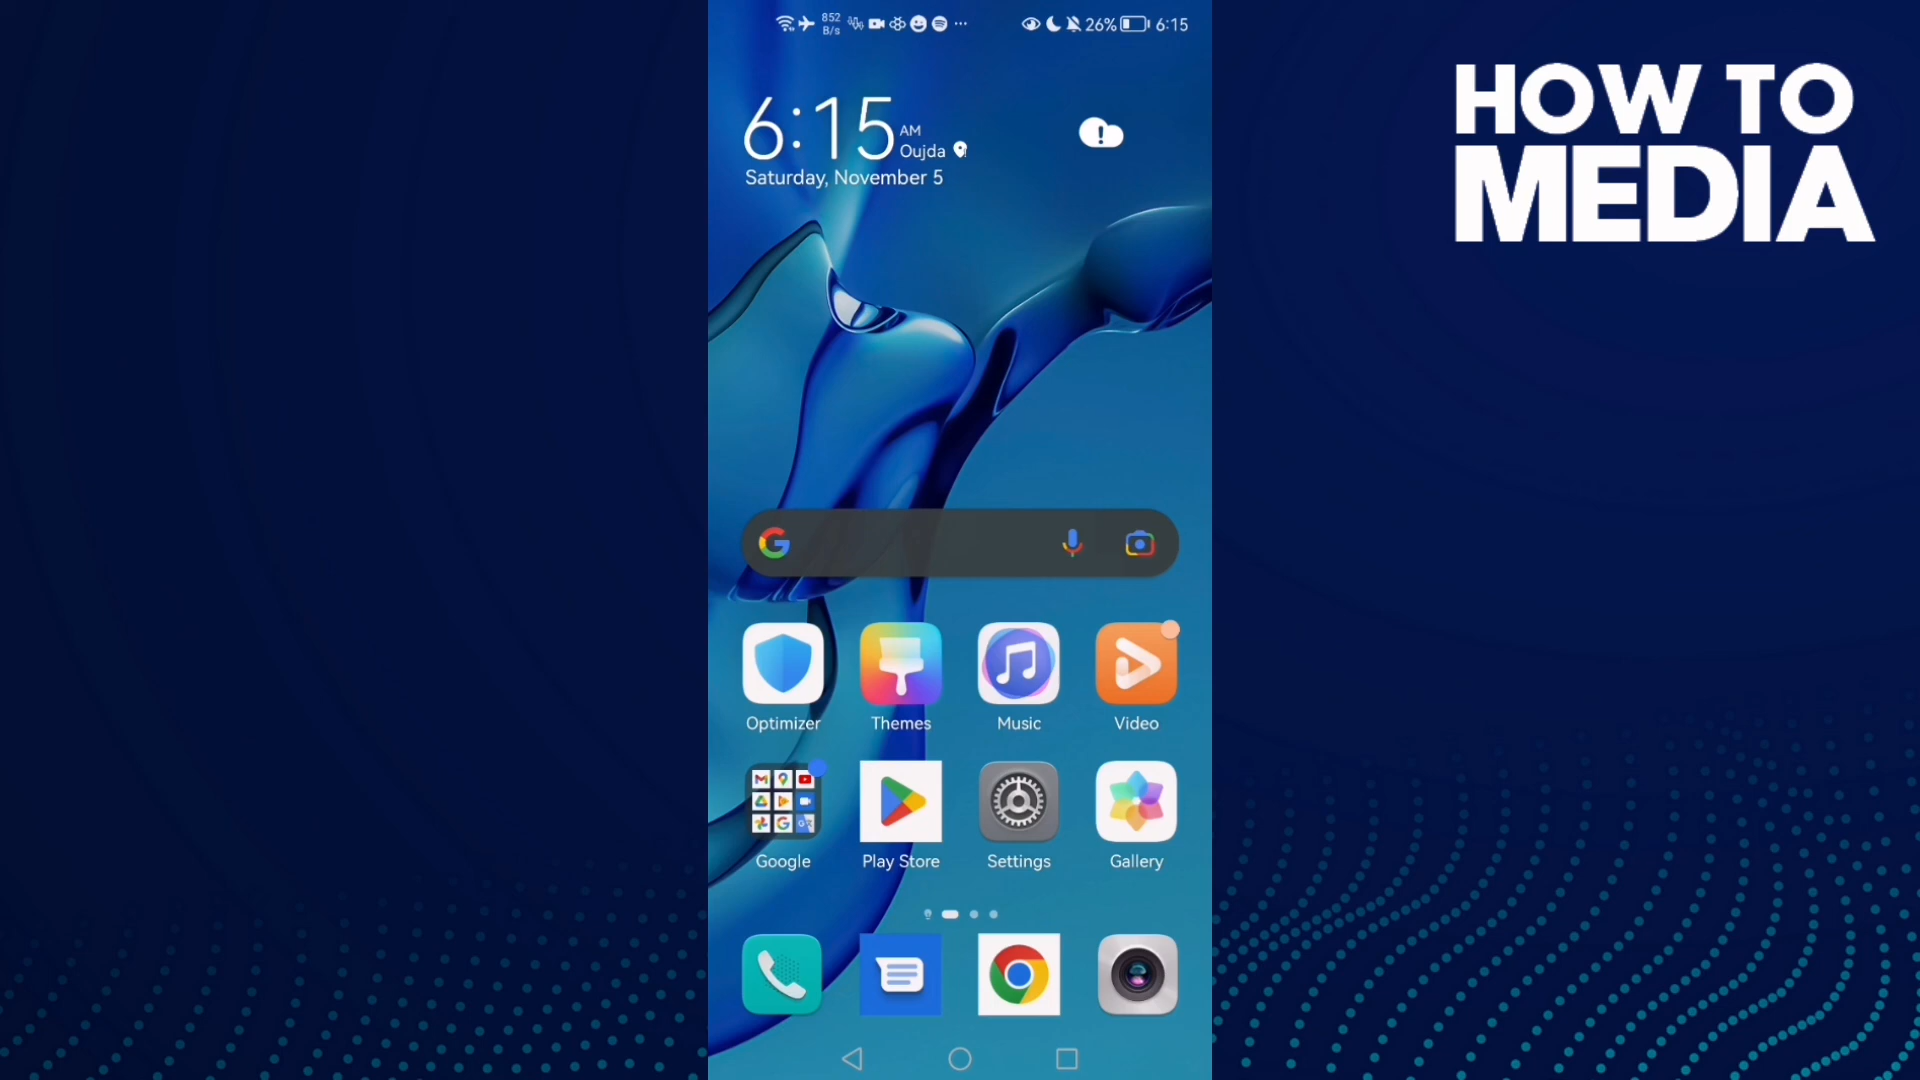 HOW TO
MEDIA
852
B/s
26%
6:15
6:15
AM
Oujda
Saturday, November 5
Optimizer
Themes
Music
Video
Google
Play Store
Settings
Gallery